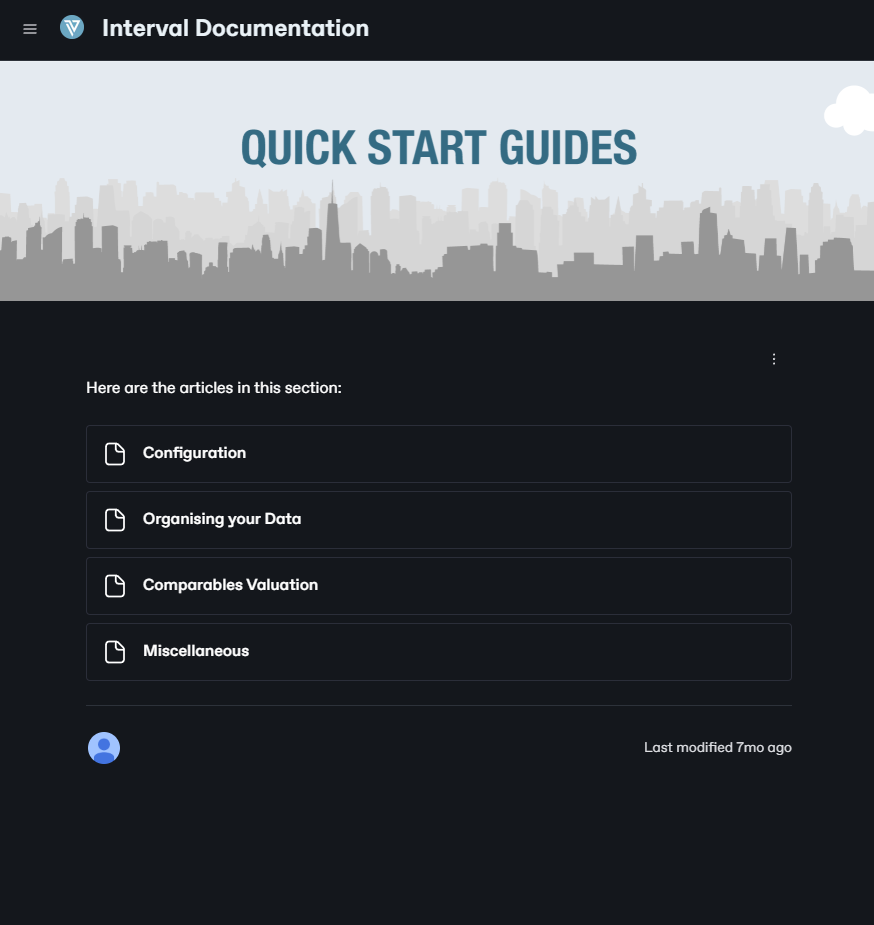 Interval Documentation
QUICK START GUIDES
Here are the articles in this section:
Configuration
Organising your Data
Comparables Valuation
Miscellaneous
Last modified 7mo ago